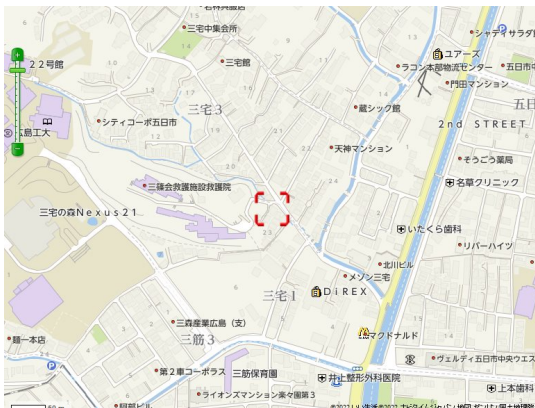 三宅中集会所
シャディサラダ
ユアーズ
22号館
三宅館
ラコン本部物流センター
五日市
門田マンション
三宅3
蔵シック館
シティコーポ五日市
2nd STREET
広島工大
天神マンション
そうごう薬局
三篠会救護施設救護院
名草クリニック
三宅の森Nexus21
いたくら歯科
リバーハイツ
北川ビル
メゾン三宅
三宅1
DiREX
三森産業広島(支)
マクドナルド
三筋3
麺一本店
ヴェルディ五日市中央ウエス
第2車コーポラス
三筋保育園
井上整形外科医院
上本歯科
ライオンズマンション楽々園第3
阿部ビル